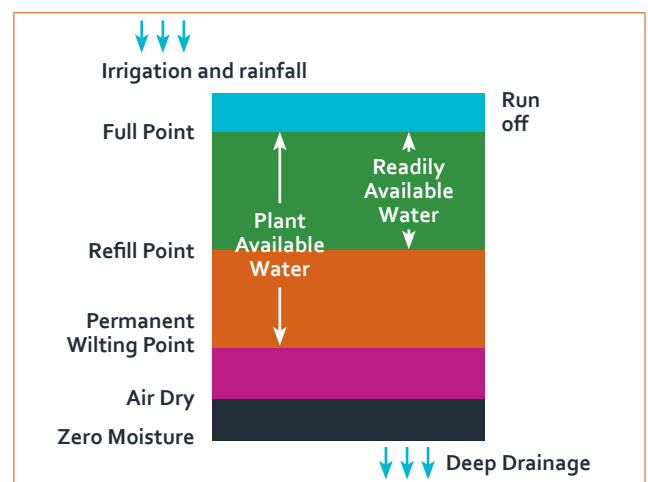 Irrigation and rainfall
Run
off
Full Point
Readily
Available
Water
Plant
Available
Water
Refill Point
Permanent
Wilting Point
Air Dry
Zero Moisture
Deep Drainage